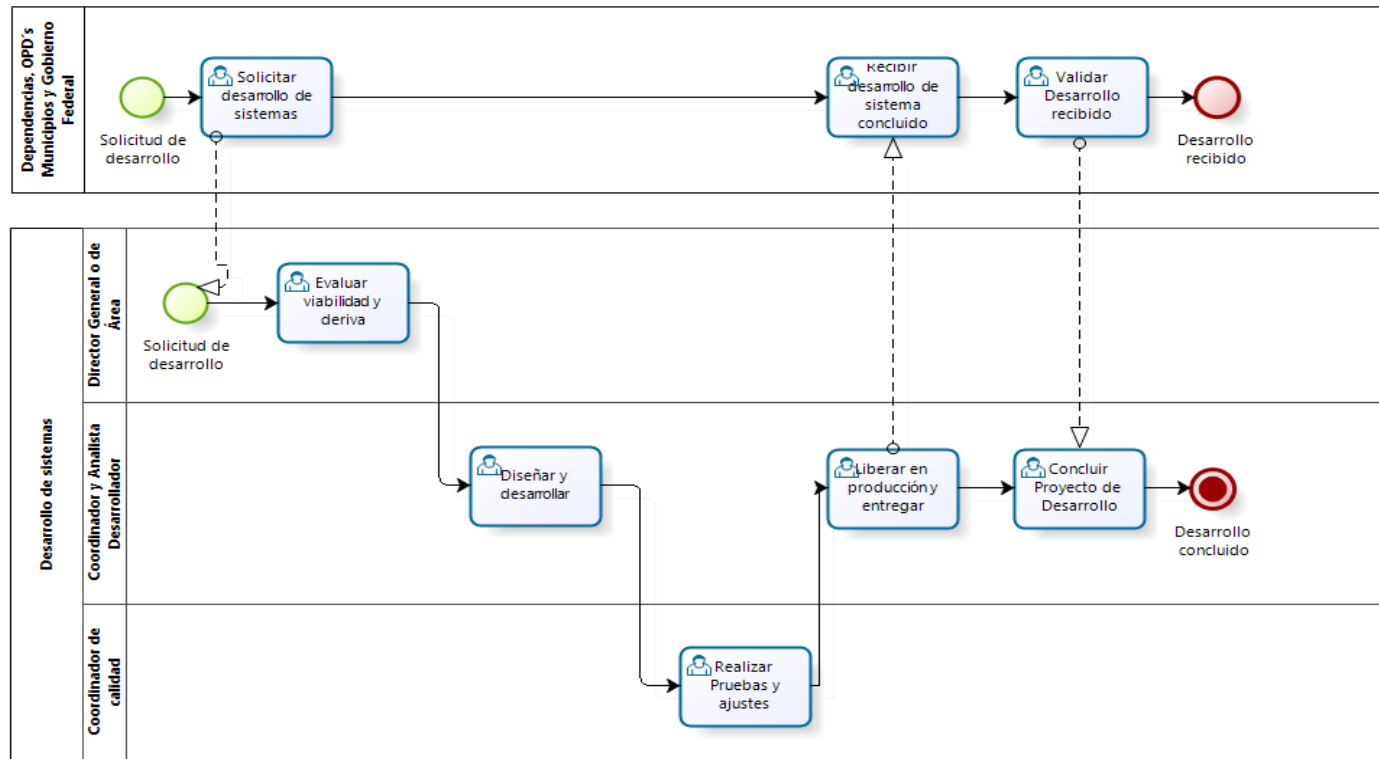 Dependencias, OPD´s
Municipios y Gobierno
Federal
Solicitud de
desarrollo
Solicitar
desarrollo de
sistemas
Recibir
desarrollo de
sistema
concluido
Validar
Desarrollo
recibido
Desarrollo
recibido
Desarrollo de sistemas
Director General o de
Área
Solicitud de
desarrollo
Evaluar
viabilidad y
deriva
Coordinador y Analista
Desarrollador
Diseñar y
desarrollar
Liberar en
producción y
entregar
Concluir
Proyecto de
Desarrollo
Desarrollo
concluido
Coordinador de
calidad
Realizar
Pruebas y
ajustes